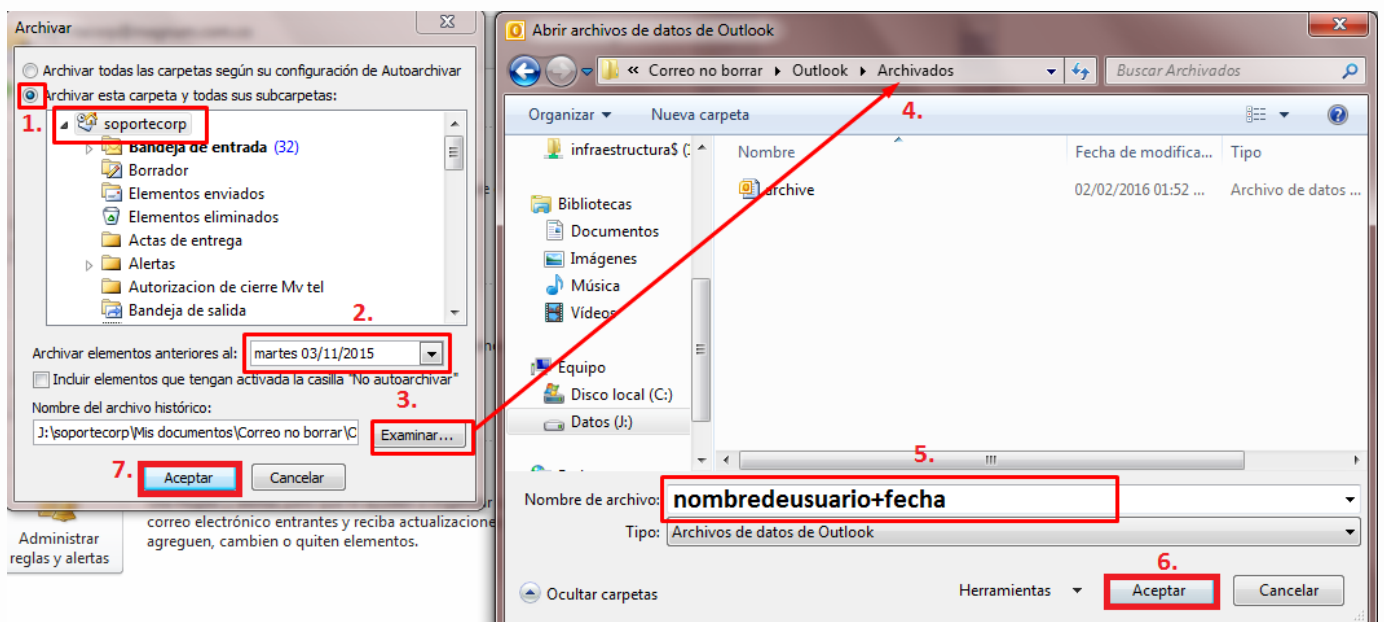 Archivar
Archivar todas las carpetas según su configuración de Autoarchivar
Archivar esta carpeta y todas sus subcarpetas:
1.
soportecorp
Bandeja de entrada (32)
Borrador
Elementos enviados
Elementos eliminados
Actas de entrega
Alertas
Autorizacion de cierre Mv tel
Bandeja de salida
2.
Archivar elementos anteriores al: martes 03/11/2015
Incluir elementos que tengan activada la casilla "No autoarchivar"
Nombre del archivo histórico:
3.
J:\soportecorp\Mis documentos\Correo no borrar\C
Examinar...
7.
Aceptar
Cancelar
Administrar
reglas y alertas
correo electrónico entrantes y reciba actualizacione
agreguen, cambien o quiten elementos.
Abrir archivos de datos de Outlook
« Correo no borrar Outlook Archivados
Buscar Archivados
4.
Organizar Nueva carpeta
infraestructura$ (
Nombre Fecha de modifica... Tipo
archive 02/02/2016 01:52 ... Archivo de datos ...
Bibliotecas
Documentos
Imágenes
Música
Vídeos
Equipo
Disco local (C:)
Datos (J:)
5.
Nombre de archivo: nombredeusuario+fecha
Tipo: Archivos de datos de Outlook
6.
Ocultar carpetas
Herramientas Aceptar Cancelar